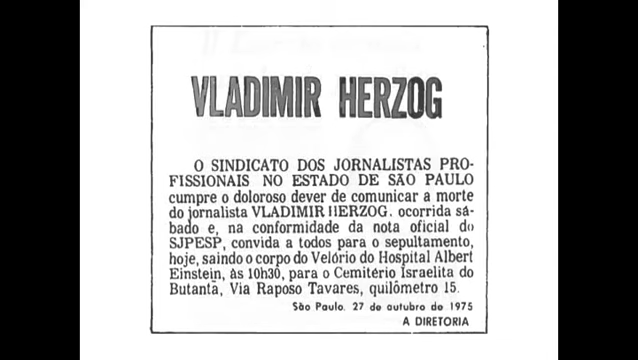 VLADIMIR HERZOG
O SINDICATO DOS JORNALISTAS PRO-
FISSIONAIS NO ESTADO DE SÃO PAULO
cumpre o doloroso dever de comunicar a morte
do jornalista VLADIMIR HERZOG, ocorrida sá-
bado e, na conformidade da nota oficial do
SJPESP, convida a todos para o sepultamento,
hoje, saindo o corpo do Velório do Hospital Albert
Einstein, às 10h30, para o Cemitério Israelita do
Butantã, Via Raposo Tavares, quilômetro 15.
São Paulo, 27 de outubro de 1975
A DIRETORIA